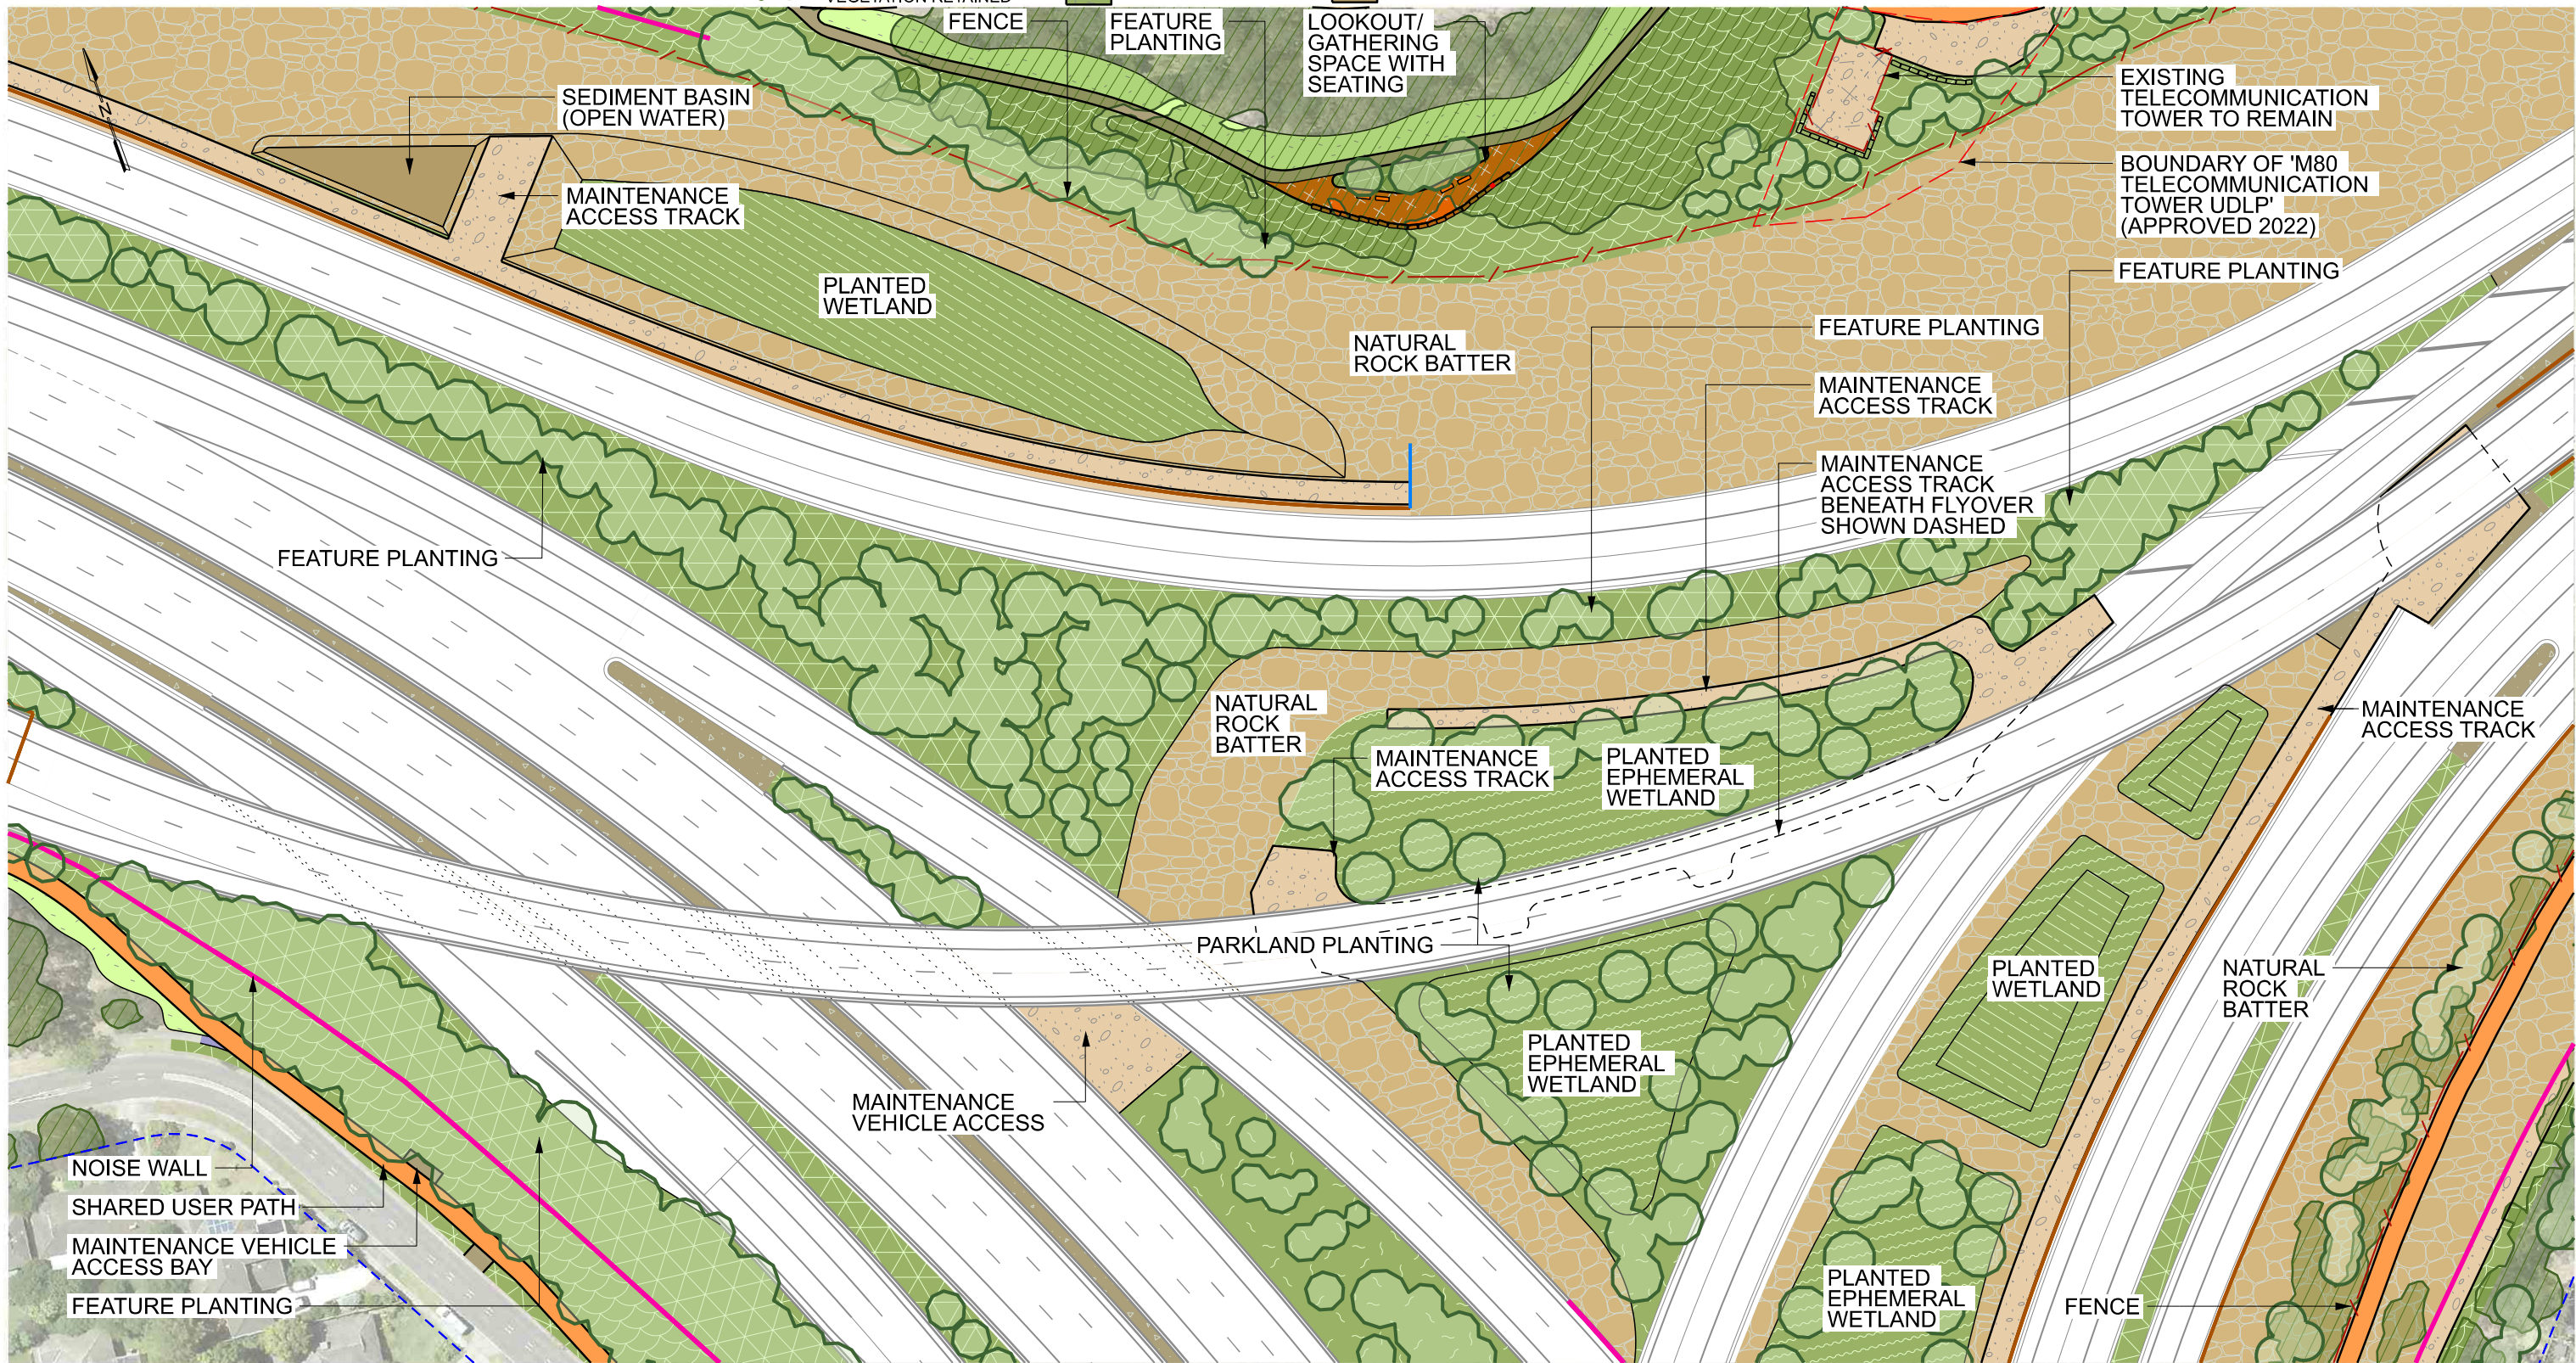 VEGETATION RETAINED
FENCE
FEATURE
PLANTING
LOOKOUT/
GATHERING
SPACE WITH
SEATING
EXISTING
TELECOMMUNICATION
TOWER TO REMAIN
SEDIMENT BASIN
(OPEN WATER)
N
MAINTENANCE
ACCESS TRACK
BOUNDARY OF 'M80
TELECOMMUNICATION
TOWER UDLP'
(APPROVED 2022)
PLANTED
WETLAND
FEATURE PLANTING
FEATURE PLANTING
NATURAL
ROCK BATTER
MAINTENANCE
ACCESS TRACK
MAINTENANCE
ACCESS TRACK
BENEATH FLYOVER
SHOWN DASHED
FEATURE PLANTING
NATURAL
ROCK
BATTER
MAINTENANCE
ACCESS TRACK
MAINTENANCE
ACCESS TRACK
PLANTED
EPHEMERAL
WETLAND
PARKLAND PLANTING
PLANTED
WETLAND
NATURAL
ROCK
BATTER
PLANTED
EPHEMERAL
WETLAND
MAINTENANCE
VEHICLE ACCESS
NOISE WALL
SHARED USER PATH
MAINTENANCE VEHICLE
ACCESS BAY
FEATURE PLANTING
PLANTED
EPHEMERAL
WETLAND
FENCE